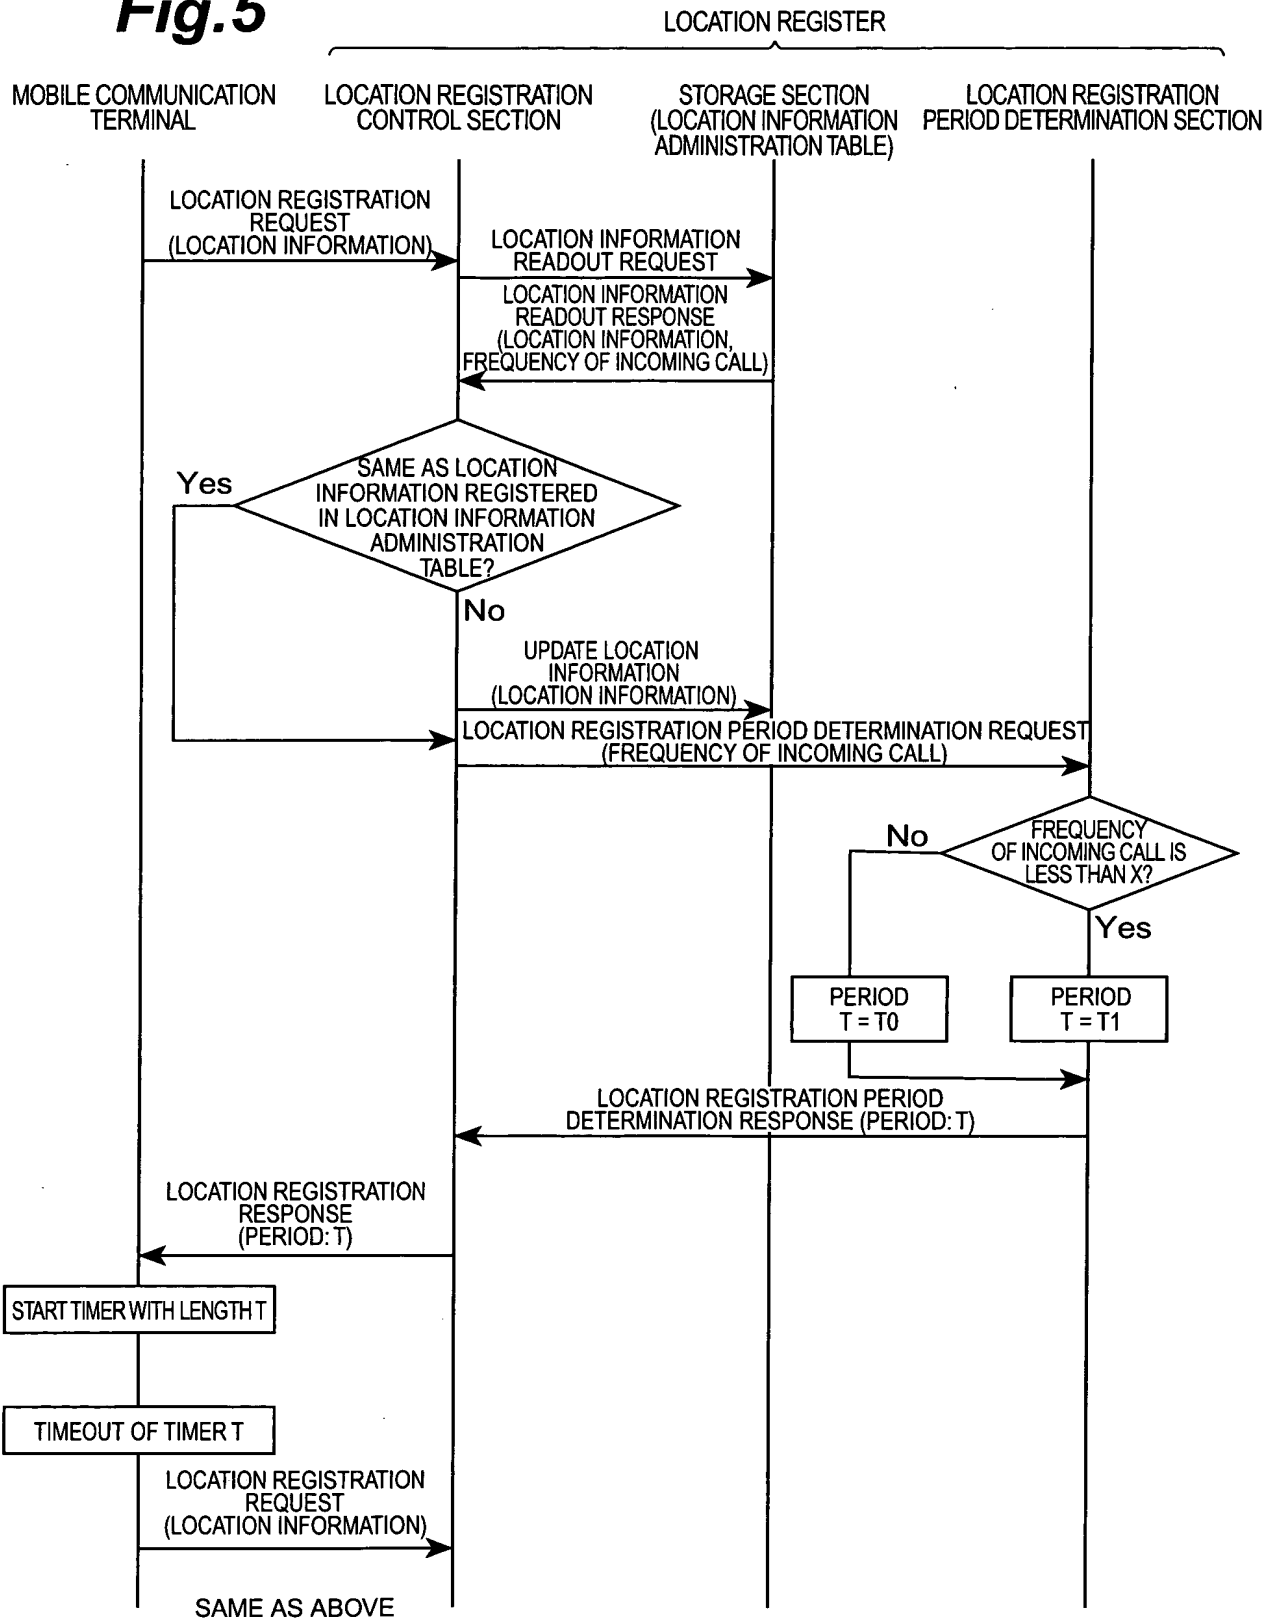 Fig.5
LOCATION REGISTER
MOBILE COMMUNICATION
TERMINAL
LOCATION REGISTRATION
CONTROL SECTION
STORAGE SECTION
(LOCATION INFORMATION
ADMINISTRATION TABLE)
LOCATION REGISTRATION
PERIOD DETERMINATION SECTION
LOCATION REGISTRATION
REQUEST
(LOCATION INFORMATION)
LOCATION INFORMATION
READOUT REQUEST
LOCATION INFORMATION
READOUT RESPONSE
(LOCATION INFORMATION,
FREQUENCY OF INCOMING CALL)
Yes
SAME AS LOCATION
INFORMATION REGISTERED
IN LOCATION INFORMATION
ADMINISTRATION
TABLE?
No
UPDATE LOCATION
INFORMATION
(LOCATION INFORMATION)
LOCATION REGISTRATION PERIOD DETERMINATION REQUEST
(FREQUENCY OF INCOMING CALL)
No
FREQUENCY
OF INCOMING CALL IS
LESS THAN X?
Yes
PERIOD
T = T0
PERIOD
T = T1
LOCATION REGISTRATION PERIOD
DETERMINATION RESPONSE (PERIOD: T)
LOCATION REGISTRATION
RESPONSE
(PERIOD: T)
START TIMER WITH LENGTH T
TIMEOUT OF TIMER T
LOCATION REGISTRATION
REQUEST
(LOCATION INFORMATION)
SAME AS ABOVE